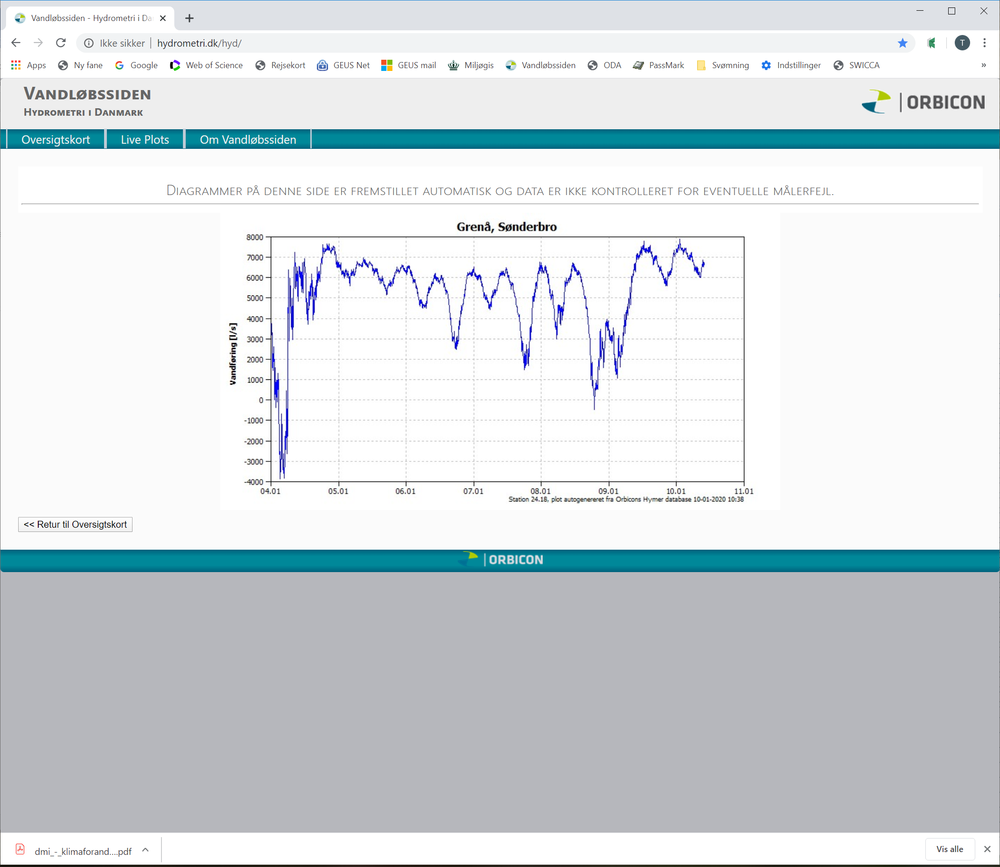 Vandløbssiden - Hydrometri i Da
Ikke sikker | hydrometri.dk/hyd/
T
Apps Ny fane Google Web of Science Rejsekort GEUS Net GEUS mail Miljøgis Vandløbssiden ODA PassMark Svømning Indstillinger SWICCA »
VANDLØBSSIDEN
HYDROMETRI I DANMARK
| ORBICON
Oversigtskort Live Plots Om Vandløbssiden
DIAGRAMMER PÅ DENNE SIDE ER FREMSTILLET AUTOMATISK OG DATA ER IKKE KONTROLLERET FOR EVENTUELLE MÅLERFEJL.
Grenå, Sønderbro
Vandføring [l/s]
8000
7000
6000
5000
4000
3000
2000
1000
0
-1000
-2000
-3000
-4000
04.01 05.01 06.01 07.01 08.01 09.01 10.01 11.01
Station 24.18, plot autogenereret fra Orbicons Hymer database 10-01-2020 10:38
<< Retur til Oversigtskort
| ORBICON
dmi_-_klimaforand....pdf
Vis alle